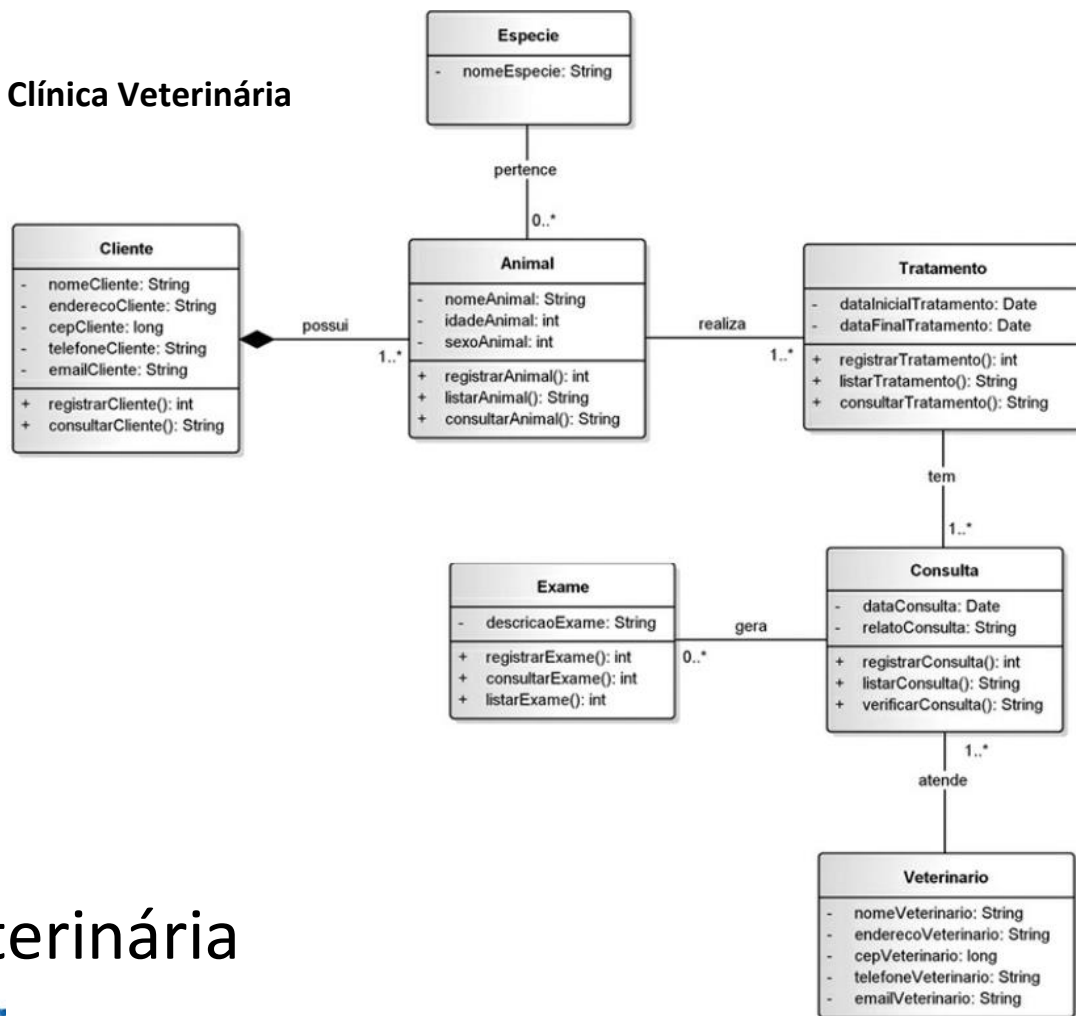 Clínica Veterinária
Especie
- nomeEspecie: String
pertence
0..*
Cliente
- nomeCliente: String
- enderecoCliente: String
- cepCliente: long
- telefoneCliente: String
- emailCliente: String
+ registrarCliente(): int
+ consultarCliente(): String
possui
1..*
Animal
- nomeAnimal: String
- idadeAnimal: int
- sexoAnimal: int
+ registrarAnimal(): int
+ listarAnimal(): String
+ consultarAnimal(): String
realiza
1..*
Tratamento
- dataInicialTratamento: Date
- dataFinalTratamento: Date
+ registrarTratamento(): int
+ listarTratamento(): String
+ consultarTratamento(): String
tem
1..*
Exame
- descricaoExame: String
+ registrarExame(): int
+ consultarExame(): int
+ listarExame(): int
gera
0..*
Consulta
- dataConsulta: Date
- relatoConsulta: String
+ registrarConsulta(): int
+ listarConsulta(): String
+ verificarConsulta(): String
1..*
atende
Veterinario
- nomeVeterinario: String
- enderecoVeterinario: String
- cepVeterinario: long
- telefoneVeterinario: String
- emailVeterinario: String
terinária